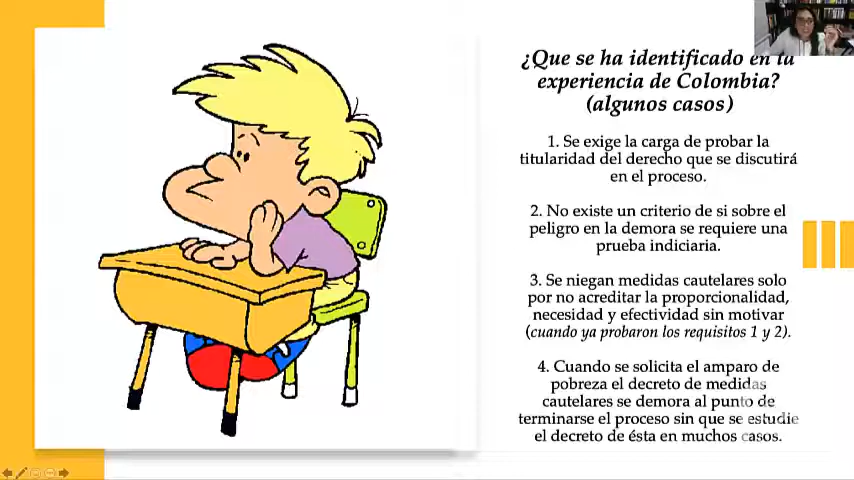 ¿Que se ha identificado en la
experiencia de Colombia?
(algunos casos)
1. Se exige la carga de probar la
titularidad del derecho que se discutirá
en el proceso.
2. No existe un criterio de si sobre el
peligro en la demora se requiere una
prueba indiciaria.
3. Se niegan medidas cautelares solo
por no acreditar la proporcionalidad,
necesidad y efectividad sin motivar
(cuando ya probaron los requisitos 1 y 2).
4. Cuando se solicita el amparo de
pobreza el decreto de medidas
cautelares se demora al punto de
terminarse el proceso sin que se estudie
el decreto de ésta en muchos casos.